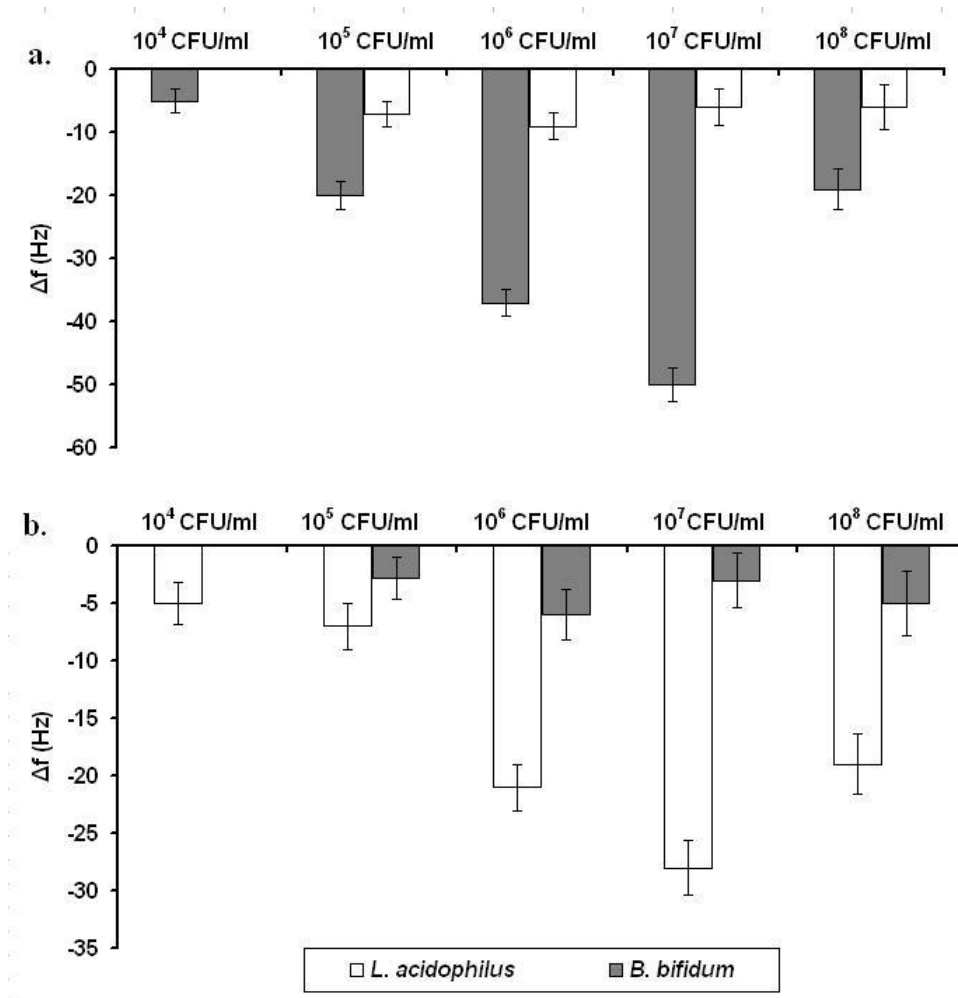 10⁴ CFU/ml 10⁵ CFU/ml 10⁶ CFU/ml 10⁷ CFU/ml 10⁸ CFU/ml
a.
0
-10
-20
-30
-40
-50
-60
Δf (Hz)
10⁴ CFU/ml 10⁵ CFU/ml 10⁶ CFU/ml 10⁷CFU/ml 10⁸ CFU/ml
b.
0
-5
-10
-15
-20
-25
-30
-35
Δf (Hz)
L. acidophilus B. bifidum